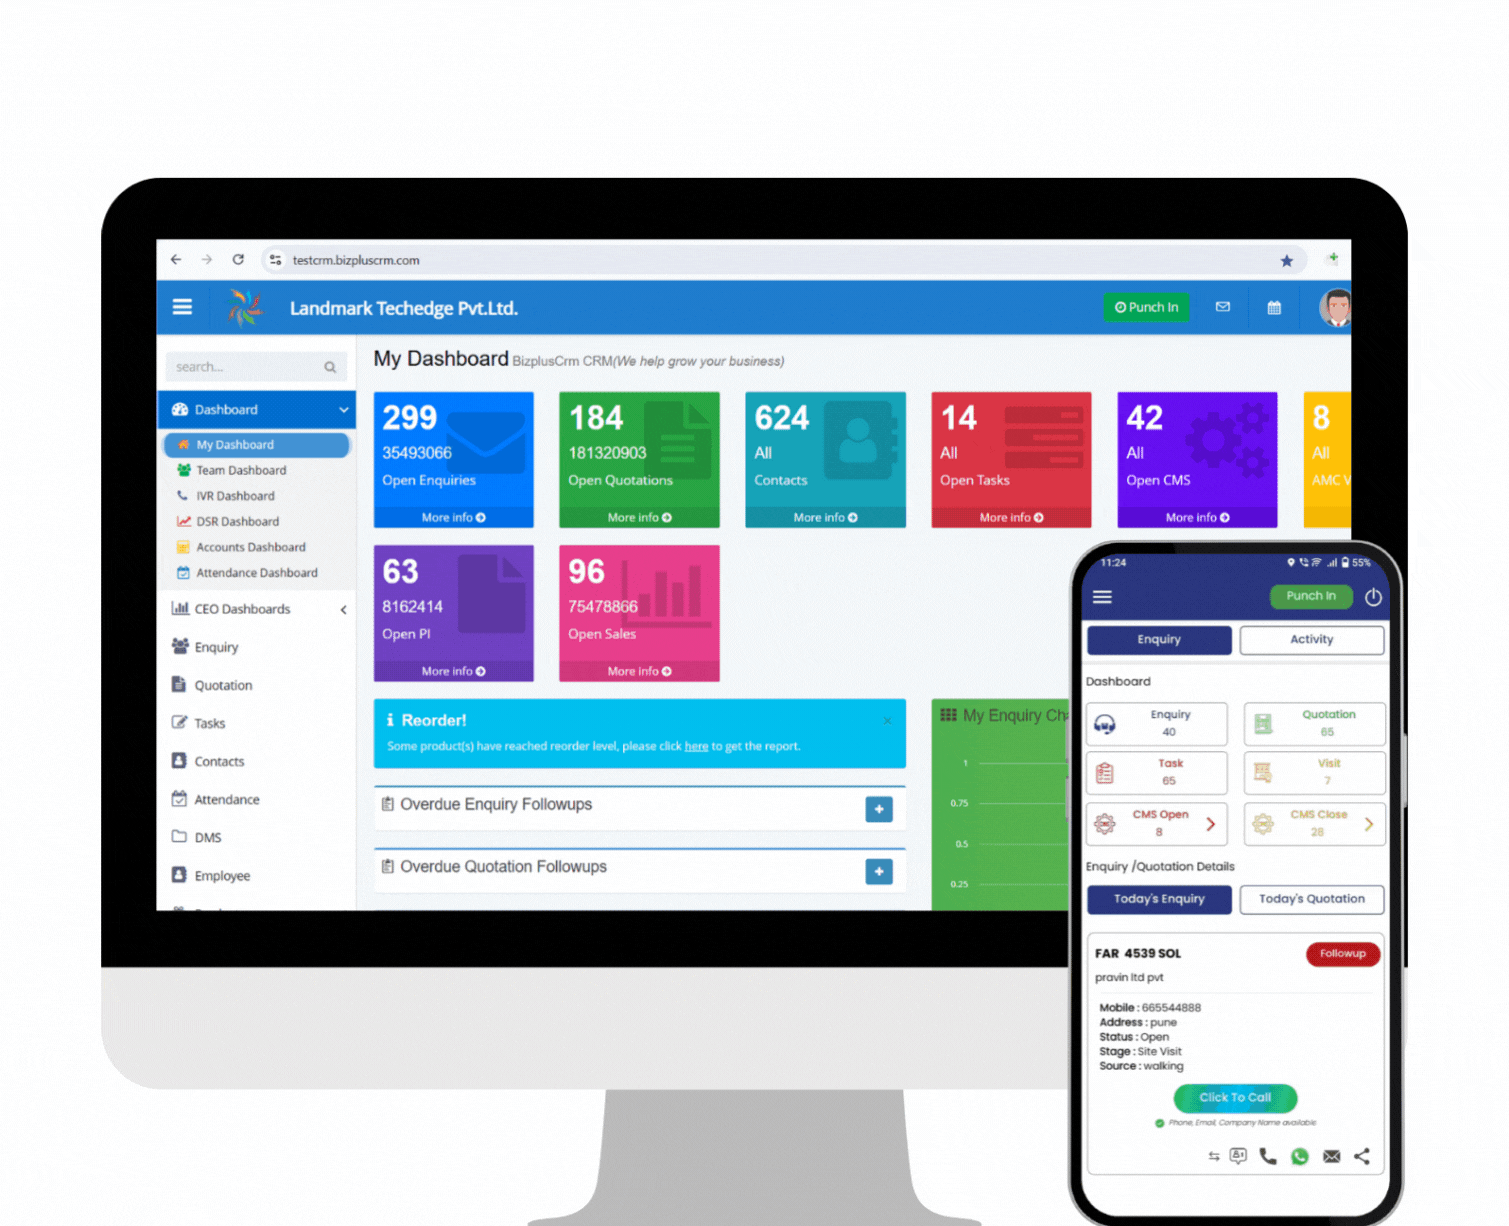 testcrm.bizpluscrm.com
Landmark Techedge Pvt.Ltd.
Punch In
search...
My Dashboard BizplusCrm CRM(We help grow your business)
Dashboard
My Dashboard
Team Dashboard
IVR Dashboard
DSR Dashboard
Accounts Dashboard
Attendance Dashboard
CEO Dashboards
Enquiry
Quotation
Tasks
Contacts
Attendance
DMS
Employee
299
35493066
Open Enquiries
More info
184
181320903
Open Quotations
More info
624
All
Contacts
More info
14
All
Open Tasks
More info
42
All
Open CMS
More info
8
All
AMC V
63
8162414
Open PI
More info
96
75478866
Open Sales
More info
Reorder!
Some product(s) have reached reorder level, please click here to get the report.
Overdue Enquiry Followups
Overdue Quotation Followups
My Enquiry Ch
1
0.75
0.5
0.25
11:24
55%
Punch In
Enquiry
Activity
Dashboard
Enquiry
40
Quotation
65
Task
65
Visit
7
CMS Open
8
CMS Close
28
Enquiry /Quotation Details
Today's Enquiry
Today's Quotation
FAR 4539 SOL
Followup
pravin ltd pvt
Mobile : 665544888
Address : pune
Status : Open
Stage : Site Visit
Source : walking
Click To Call
Phone, Email, Company Name available